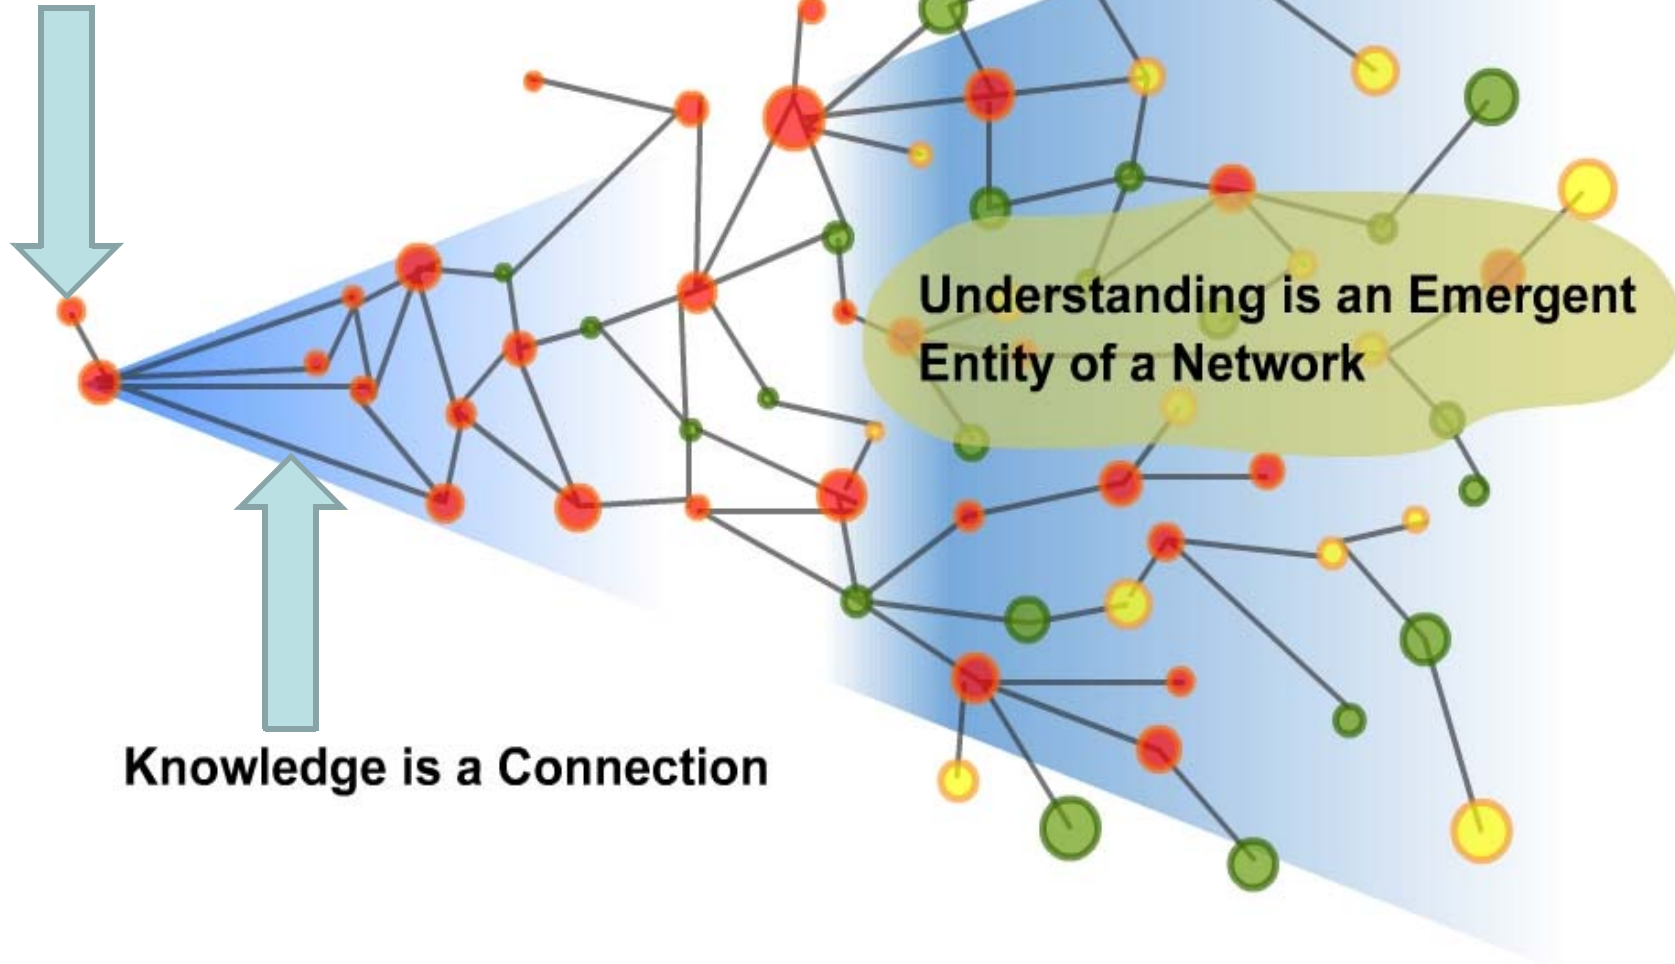 Understanding is an Emergent
Entity of a Network
Knowledge is a Connection